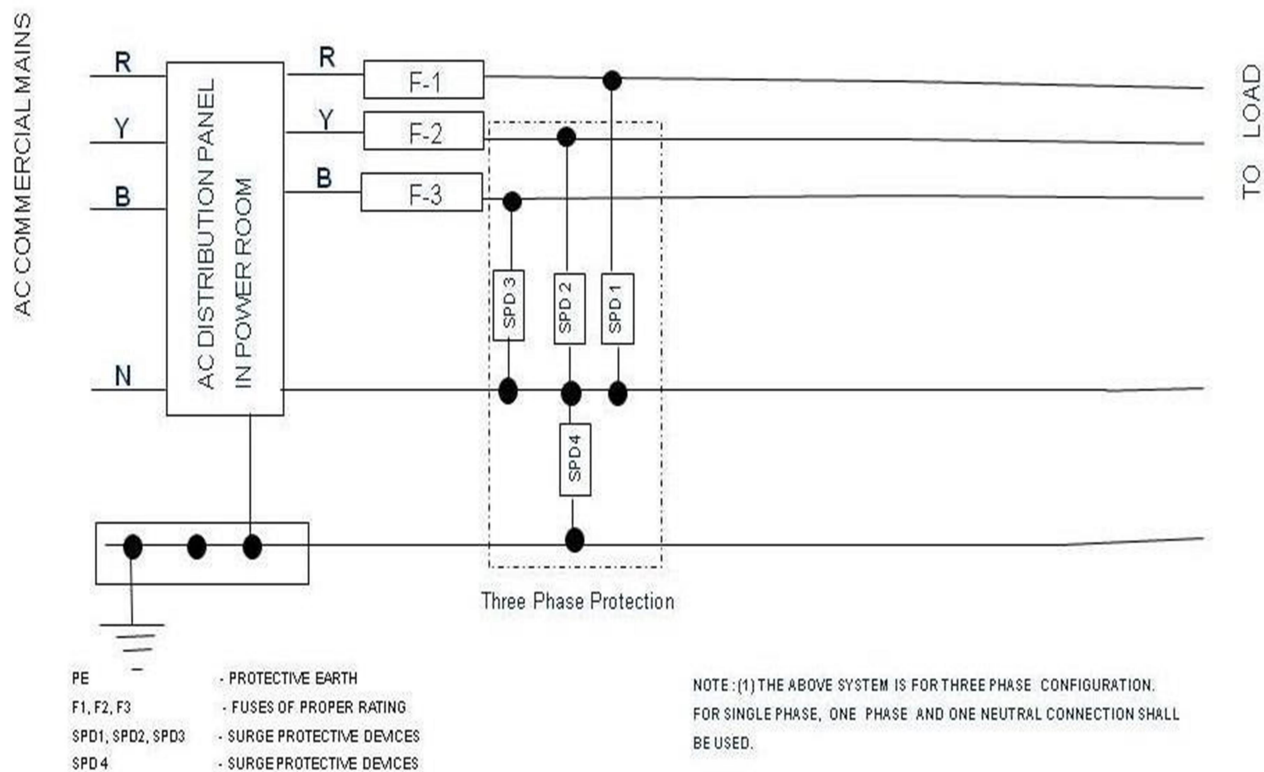 AC COMMERCIAL MAINS
R
Y
B
N
AC DISTRIBUTION PANEL
IN POWER ROOM
R
Y
B
F-1
F-2
F-3
TO LOAD
SPD 3
SPD 2
SPD 1
SPD4
Three Phase Protection
PE - PROTECTIVE EARTH
F1, F2, F3 - FUSES OF PROPER RATING
SPD1, SPD2, SPD3 - SURGE PROTECTIVE DEVICES
SPD 4 - SURGE PROTECTIVE DEVICES
NOTE :(1) THE ABOVE SYSTEM IS FOR THREE PHASE CONFIGURATION.
FOR SINGLE PHASE, ONE PHASE AND ONE NEUTRAL CONNECTION SHALL
BE USED.